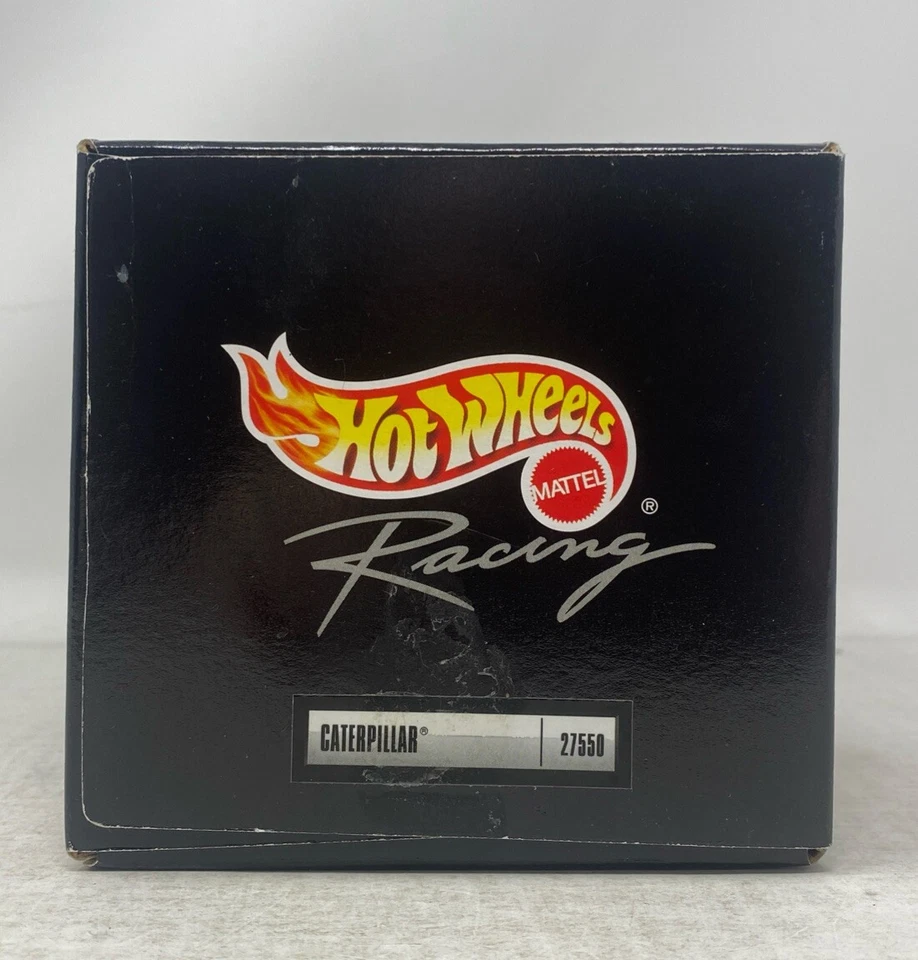 HOT WHEELS
MATTEL
®
Racing
CATERPILLAR® 27550